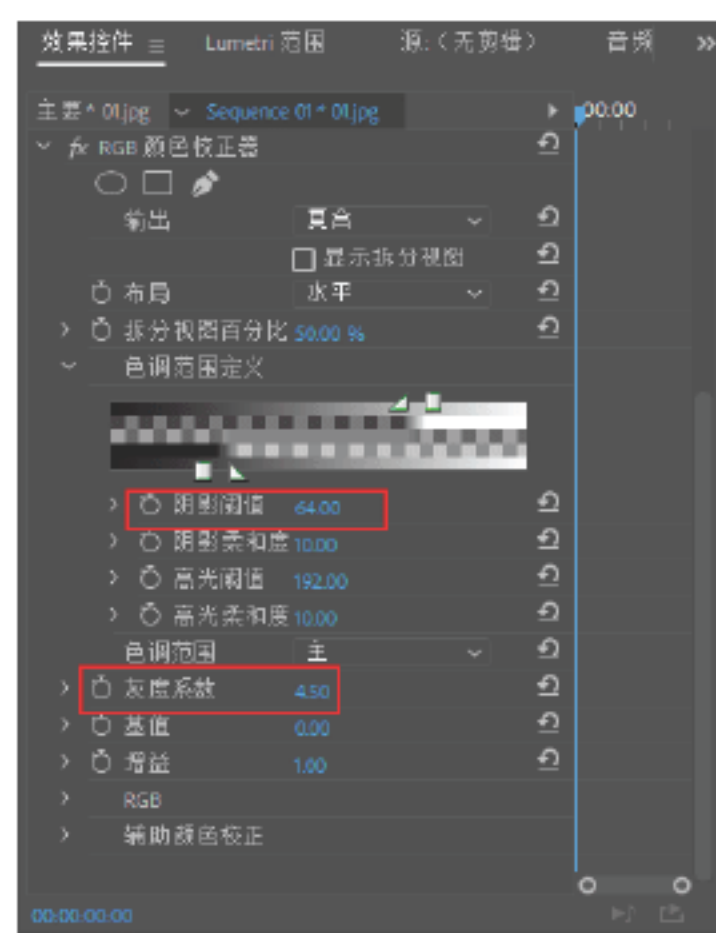 效果控件 Lumetri 范围 源:（无剪辑） 音频 »
主要 * 01.jpg Sequence 01 * 01.jpg 00:00
fx RGB 颜色校正器
输出 复合
显示拆分视图
布局 水平
拆分视图百分比 50.00 %
色调范围定义
阴影阈值 64.00
阴影柔和度 10.00
高光阈值 192.00
高光柔和度 10.00
色调范围 主
灰度系数 4.50
基值 0.00
增益 1.00
RGB
辅助颜色校正
00:00:00:00